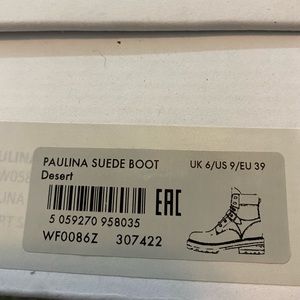 PAULINA SUEDE BOOT UK 6/US 9/EU 39
Desert
EAC
5 059270 958035
WF0086Z 307422